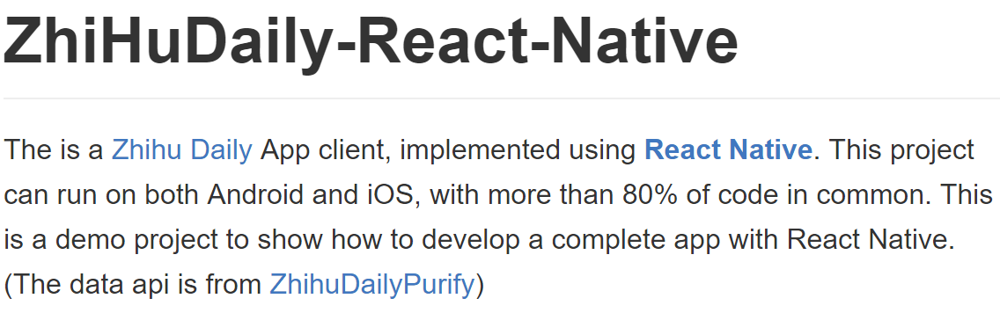 ZhiHuDaily-React-Native
The is a Zhihu Daily App client, implemented using React Native. This project
can run on both Android and iOS, with more than 80% of code in common. This
is a demo project to show how to develop a complete app with React Native.
(The data api is from ZhihuDailyPurify)